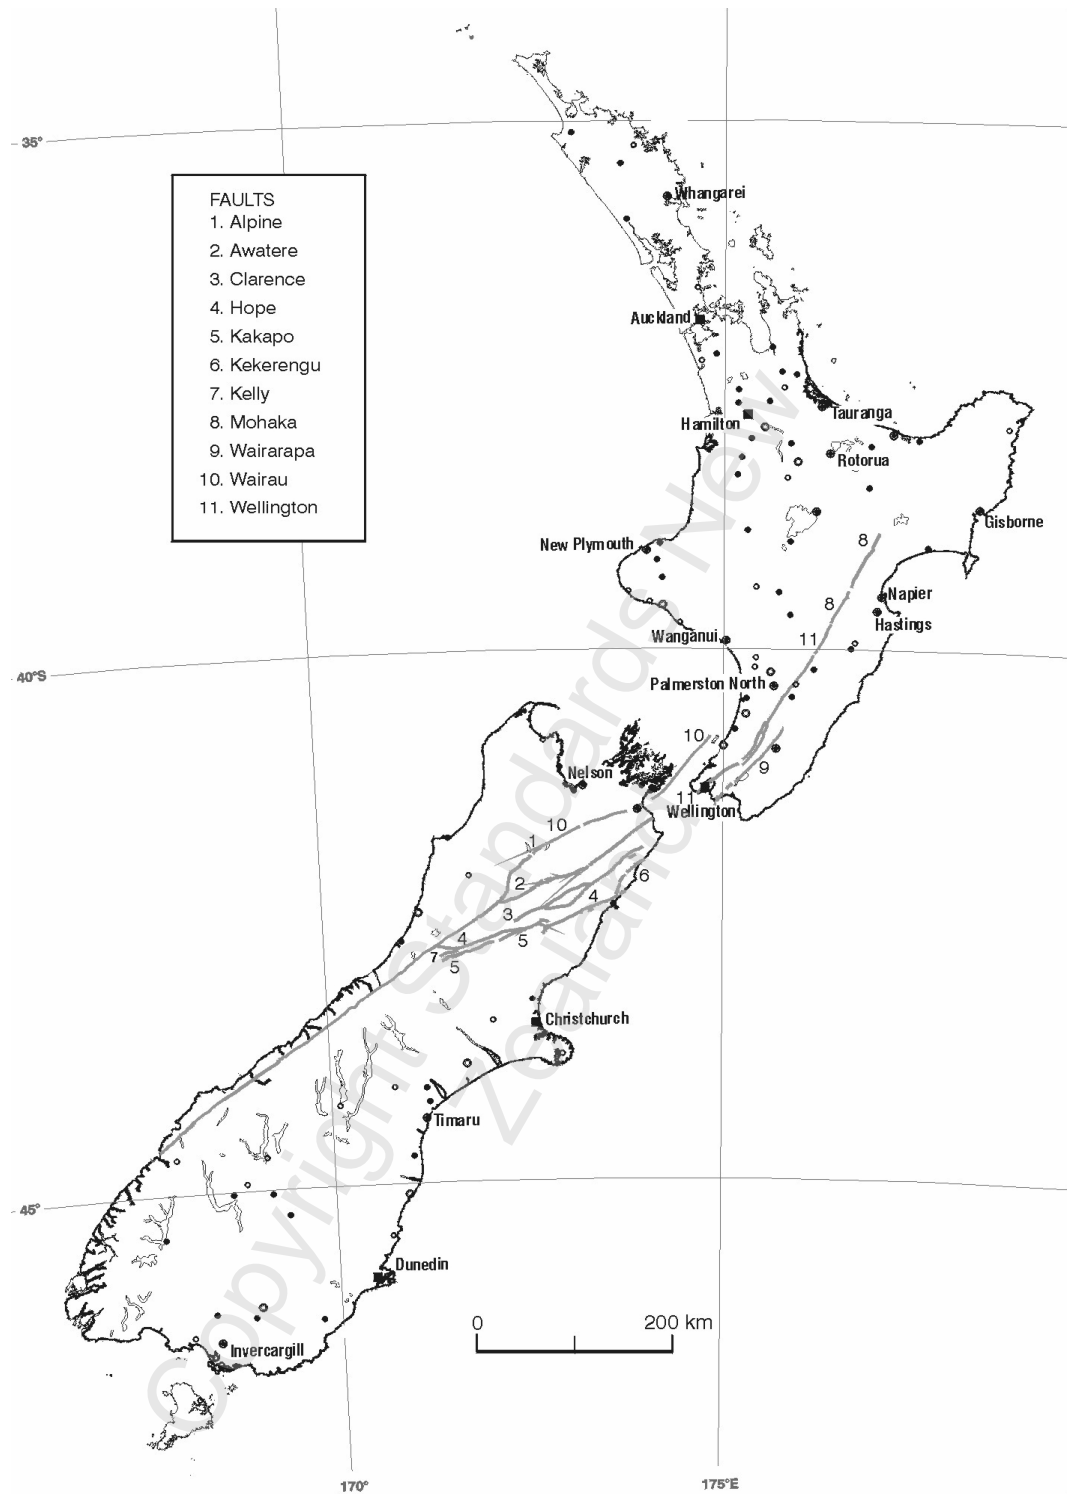 35°
FAULTS
1. Alpine
2. Awatere
3. Clarence
4. Hope
5. Kakapo
6. Kekerengu
7. Kelly
8. Mohaka
9. Wairarapa
10. Wairau
11. Wellington
Whangarei
Auckland
Tauranga
Hamilton
Rotorua
Gisborne
New Plymouth
8
Napier
8
Hastings
Wanganui
11
40°S
Palmerston North
10
9
Nelson
11
Wellington
10
1
2
6
4
3
4
5
7
5
Christchurch
Timaru
45°
Dunedin
0
200 km
Invercargill
170°
175°E
Copyright Standards New
Zealand